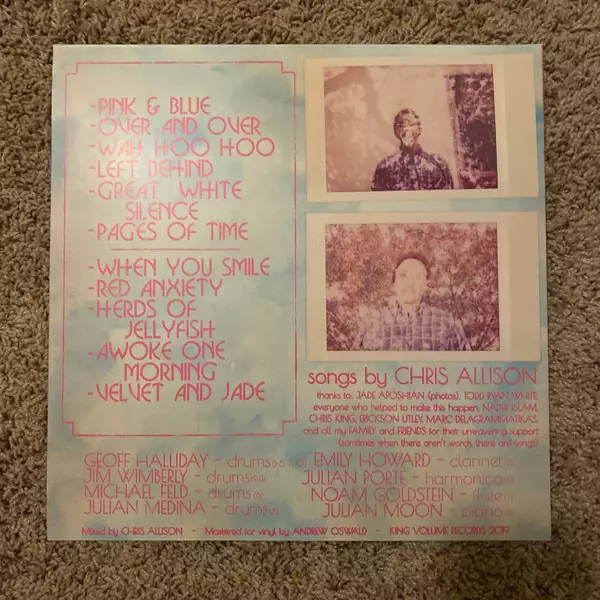 -PINK & BLUE
-OVER AND OVER
-WAH HOO HOO
-LEFT BEHIND
-GREAT WHITE
SILENCE
-PAGES OF TIME
-WHEN YOU SMILE
-RED ANXIETY
-HERDS OF
JELLYFISH
-AWOKE ONE
MORNING
-VELVET AND JADE
songs by CHRIS ALLISON
thanks to: JADE APOSHIAN (photos), TODD RYAN WHITE,
everyone who helped to make this happen, NADIR ISLAM,
CHRIS KING, ERICKSON UTLEY, MARC DELAGRAMMATIKAS,
and all my FAMILY and FRIENDS for their unwavering support
(sometimes when there aren't words, there are songs)
GEOFF HALLIDAY - drums
JIM WIMBERLY - drums
MICHAEL FELD - drums
JULIAN MEDINA - drums
EMILY HOWARD - clarinet
JULIAN PORTE - harmonica
NOAM GOLDSTEIN - flute
JULIAN MOON - piano
Mixed by CHRIS ALLISON - Mastered for vinyl by ANDREW OSWALD - KING VOLUME RECORDS 2019